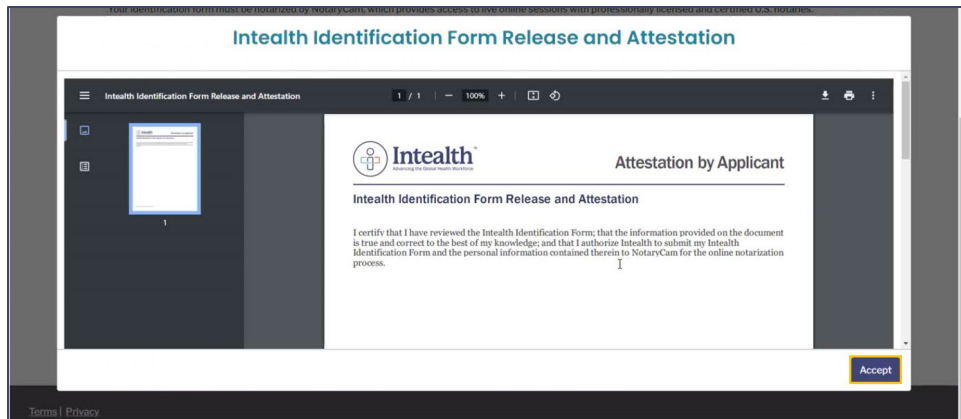 Your identification form must be notarized by NotaryCam, which provides access to live online sessions with professionally licensed and certified U.S. notaries.
Intealth Identification Form Release and Attestation
Intealth Identification Form Release and Attestation
1 / 1
100%
Intealth
Advancing the Global Health Workforce
Attestation by Applicant
Intealth Identification Form Release and Attestation
1
I certify that I have reviewed the Intealth Identification Form; that the information provided on the document
is true and correct to the best of my knowledge; and that I authorize Intealth to submit my Intealth
Identification Form and the personal information contained therein to NotaryCam for the online notarization
process.
Accept
Terms | Privacy